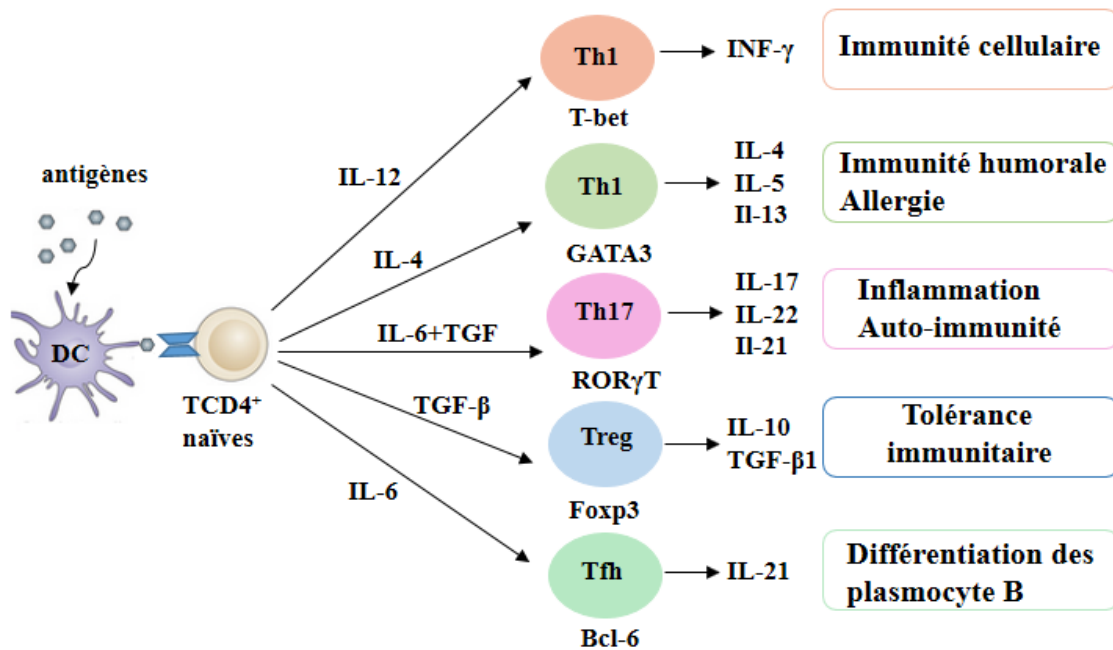 antigènes
DC
TCD4⁺
naïves
IL-12
Th1
T-bet
INF-γ
Immunité cellulaire
IL-4
Th1
GATA3
IL-4
IL-5
Il-13
Immunité humorale
Allergie
IL-6+TGF
Th17
RORγT
IL-17
IL-22
Il-21
Inflammation
Auto-immunité
TGF-β
Treg
Foxp3
IL-10
TGF-β1
Tolérance
immunitaire
IL-6
Tfh
Bcl-6
IL-21
Différentiation des
plasmocyte B